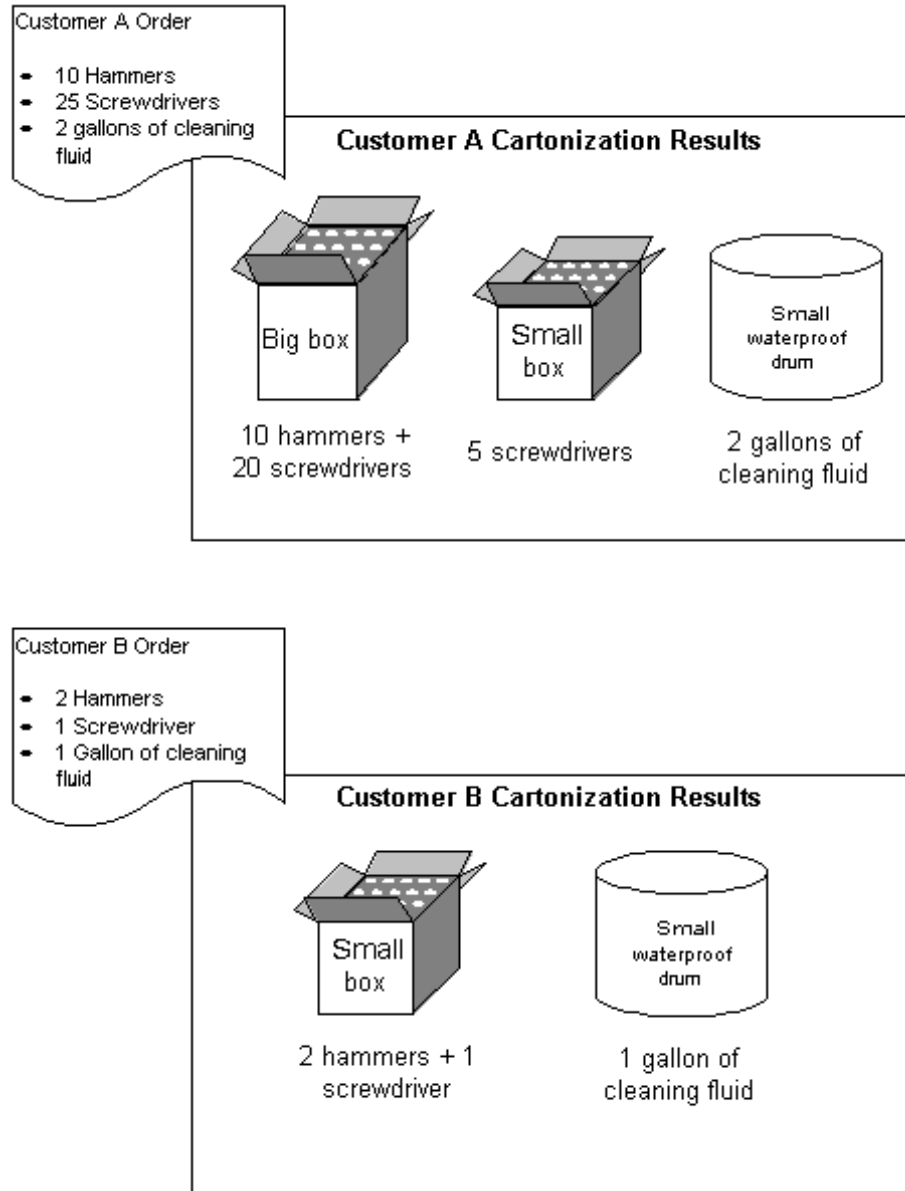 Customer A Order
10 Hammers
25 Screwdrivers
2 gallons of cleaning
fluid
Customer A Cartonization Results
Big box
Small
box
Small
waterproof
drum
10 hammers +
20 screwdrivers
5 screwdrivers
2 gallons of
cleaning fluid
Customer B Order
2 Hammers
1 Screwdriver
1 Gallon of cleaning
fluid
Customer B Cartonization Results
Small
box
Small
waterproof
drum
2 hammers + 1
screwdriver
1 gallon of
cleaning fluid